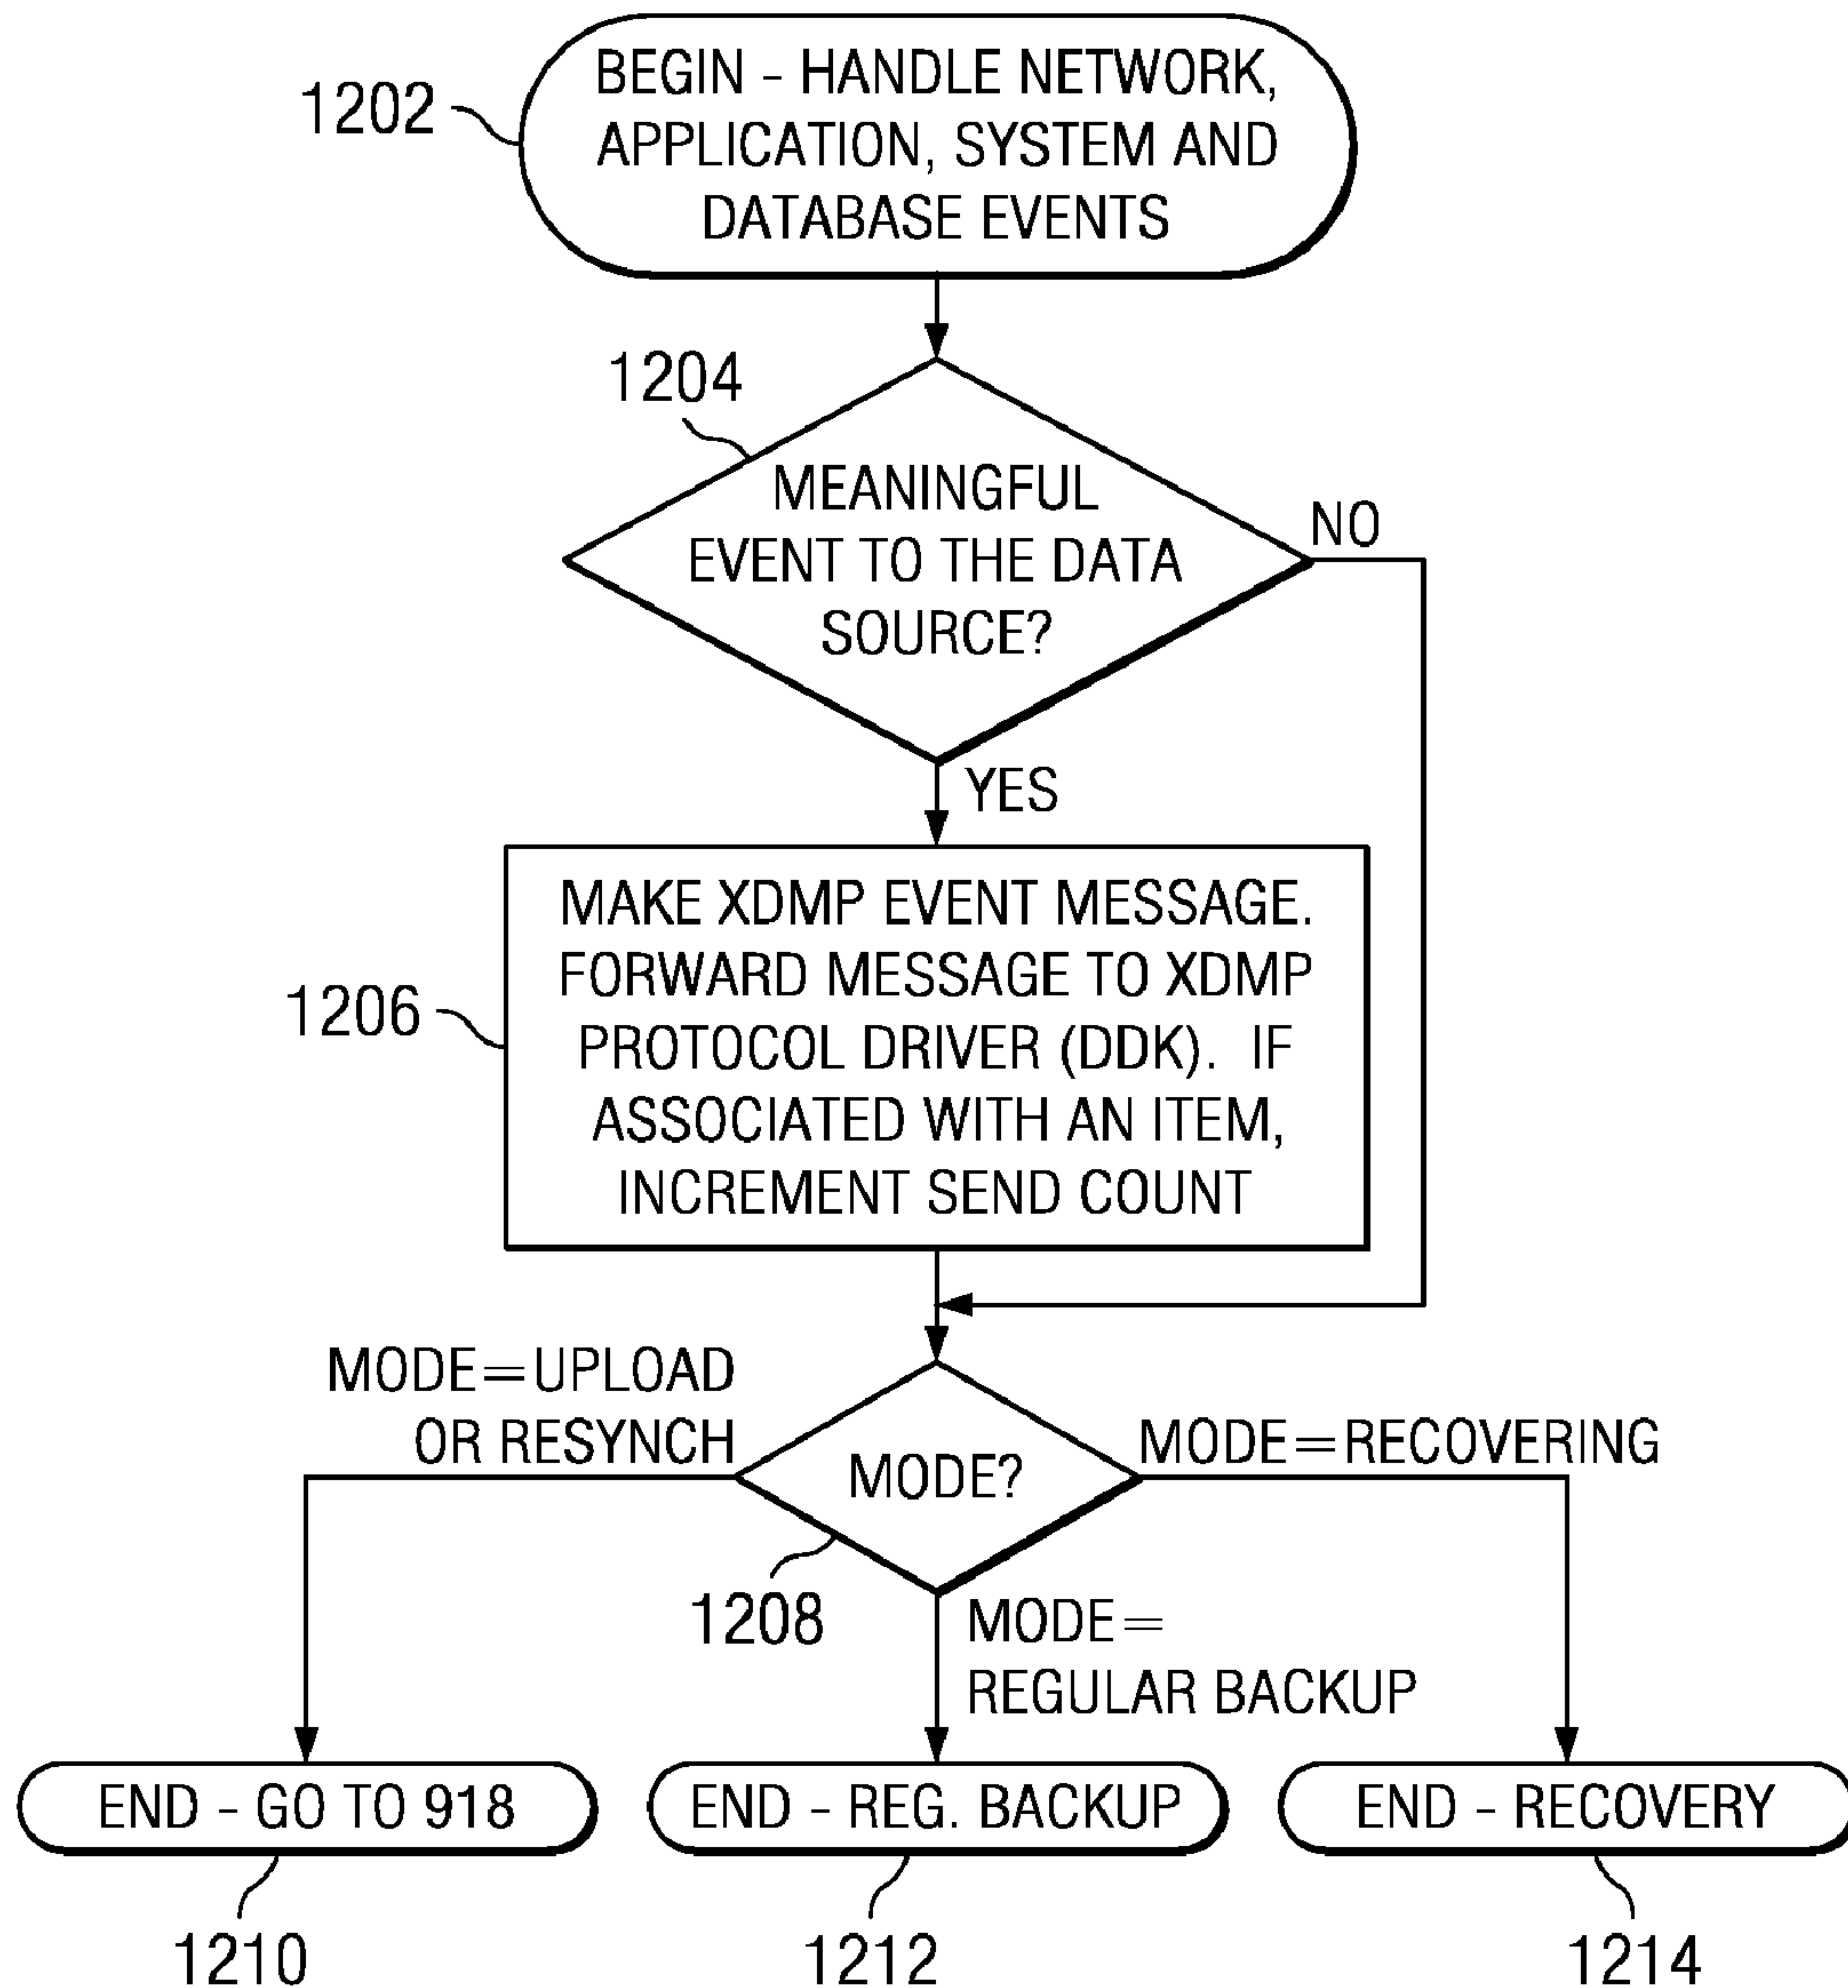 BEGIN - HANDLE NETWORK,
APPLICATION, SYSTEM AND
DATABASE EVENTS
1202
1204
MEANINGFUL
EVENT TO THE DATA
SOURCE?
NO
YES
MAKE XDMP EVENT MESSAGE.
FORWARD MESSAGE TO XDMP
PROTOCOL DRIVER (DDK). IF
ASSOCIATED WITH AN ITEM,
INCREMENT SEND COUNT
1206
MODE=UPLOAD
OR RESYNCH
MODE?
MODE=RECOVERING
1208
MODE=
REGULAR BACKUP
END - GO TO 918
END - REG. BACKUP
END - RECOVERY
1210
1212
1214